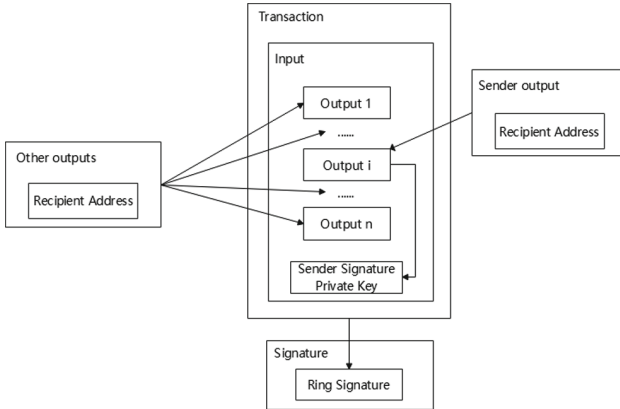 Transaction
Input
Output 1
......
Output i
......
Output n
Sender Signature
Private Key
Sender output
Recipient Address
Other outputs
Recipient Address
Signature
Ring Signature